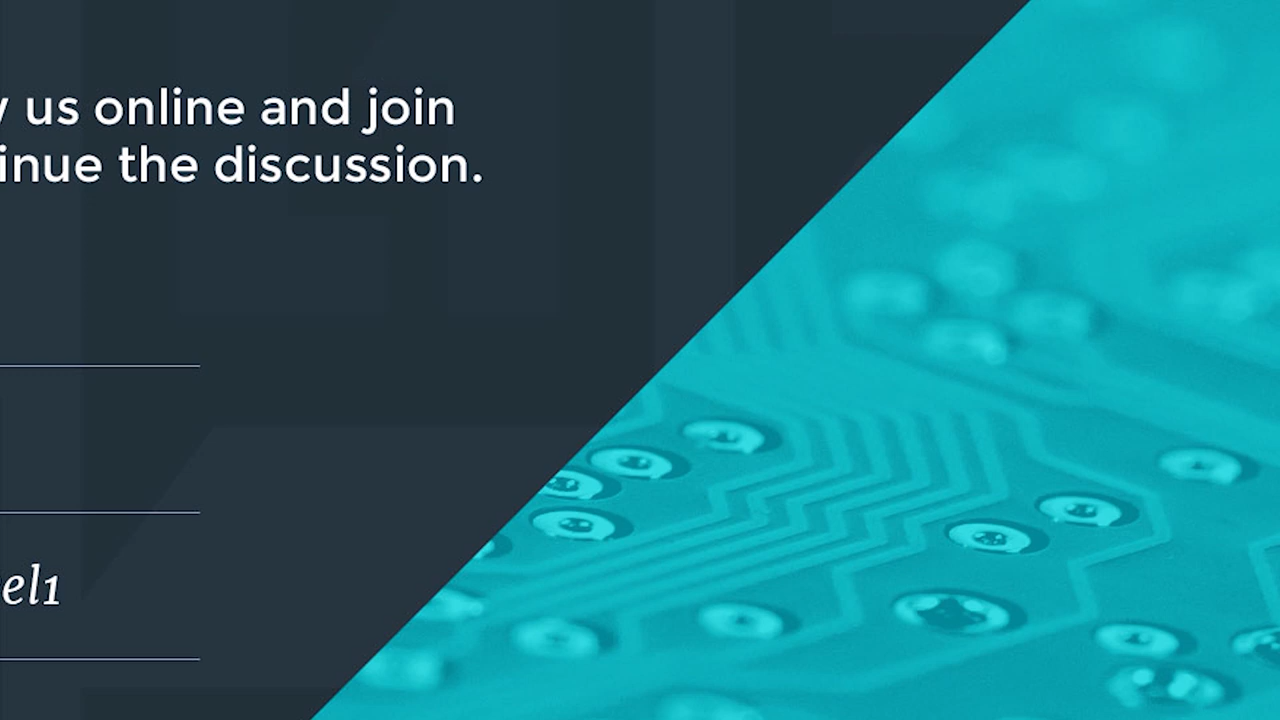 us online and join
inue the discussion.
el1